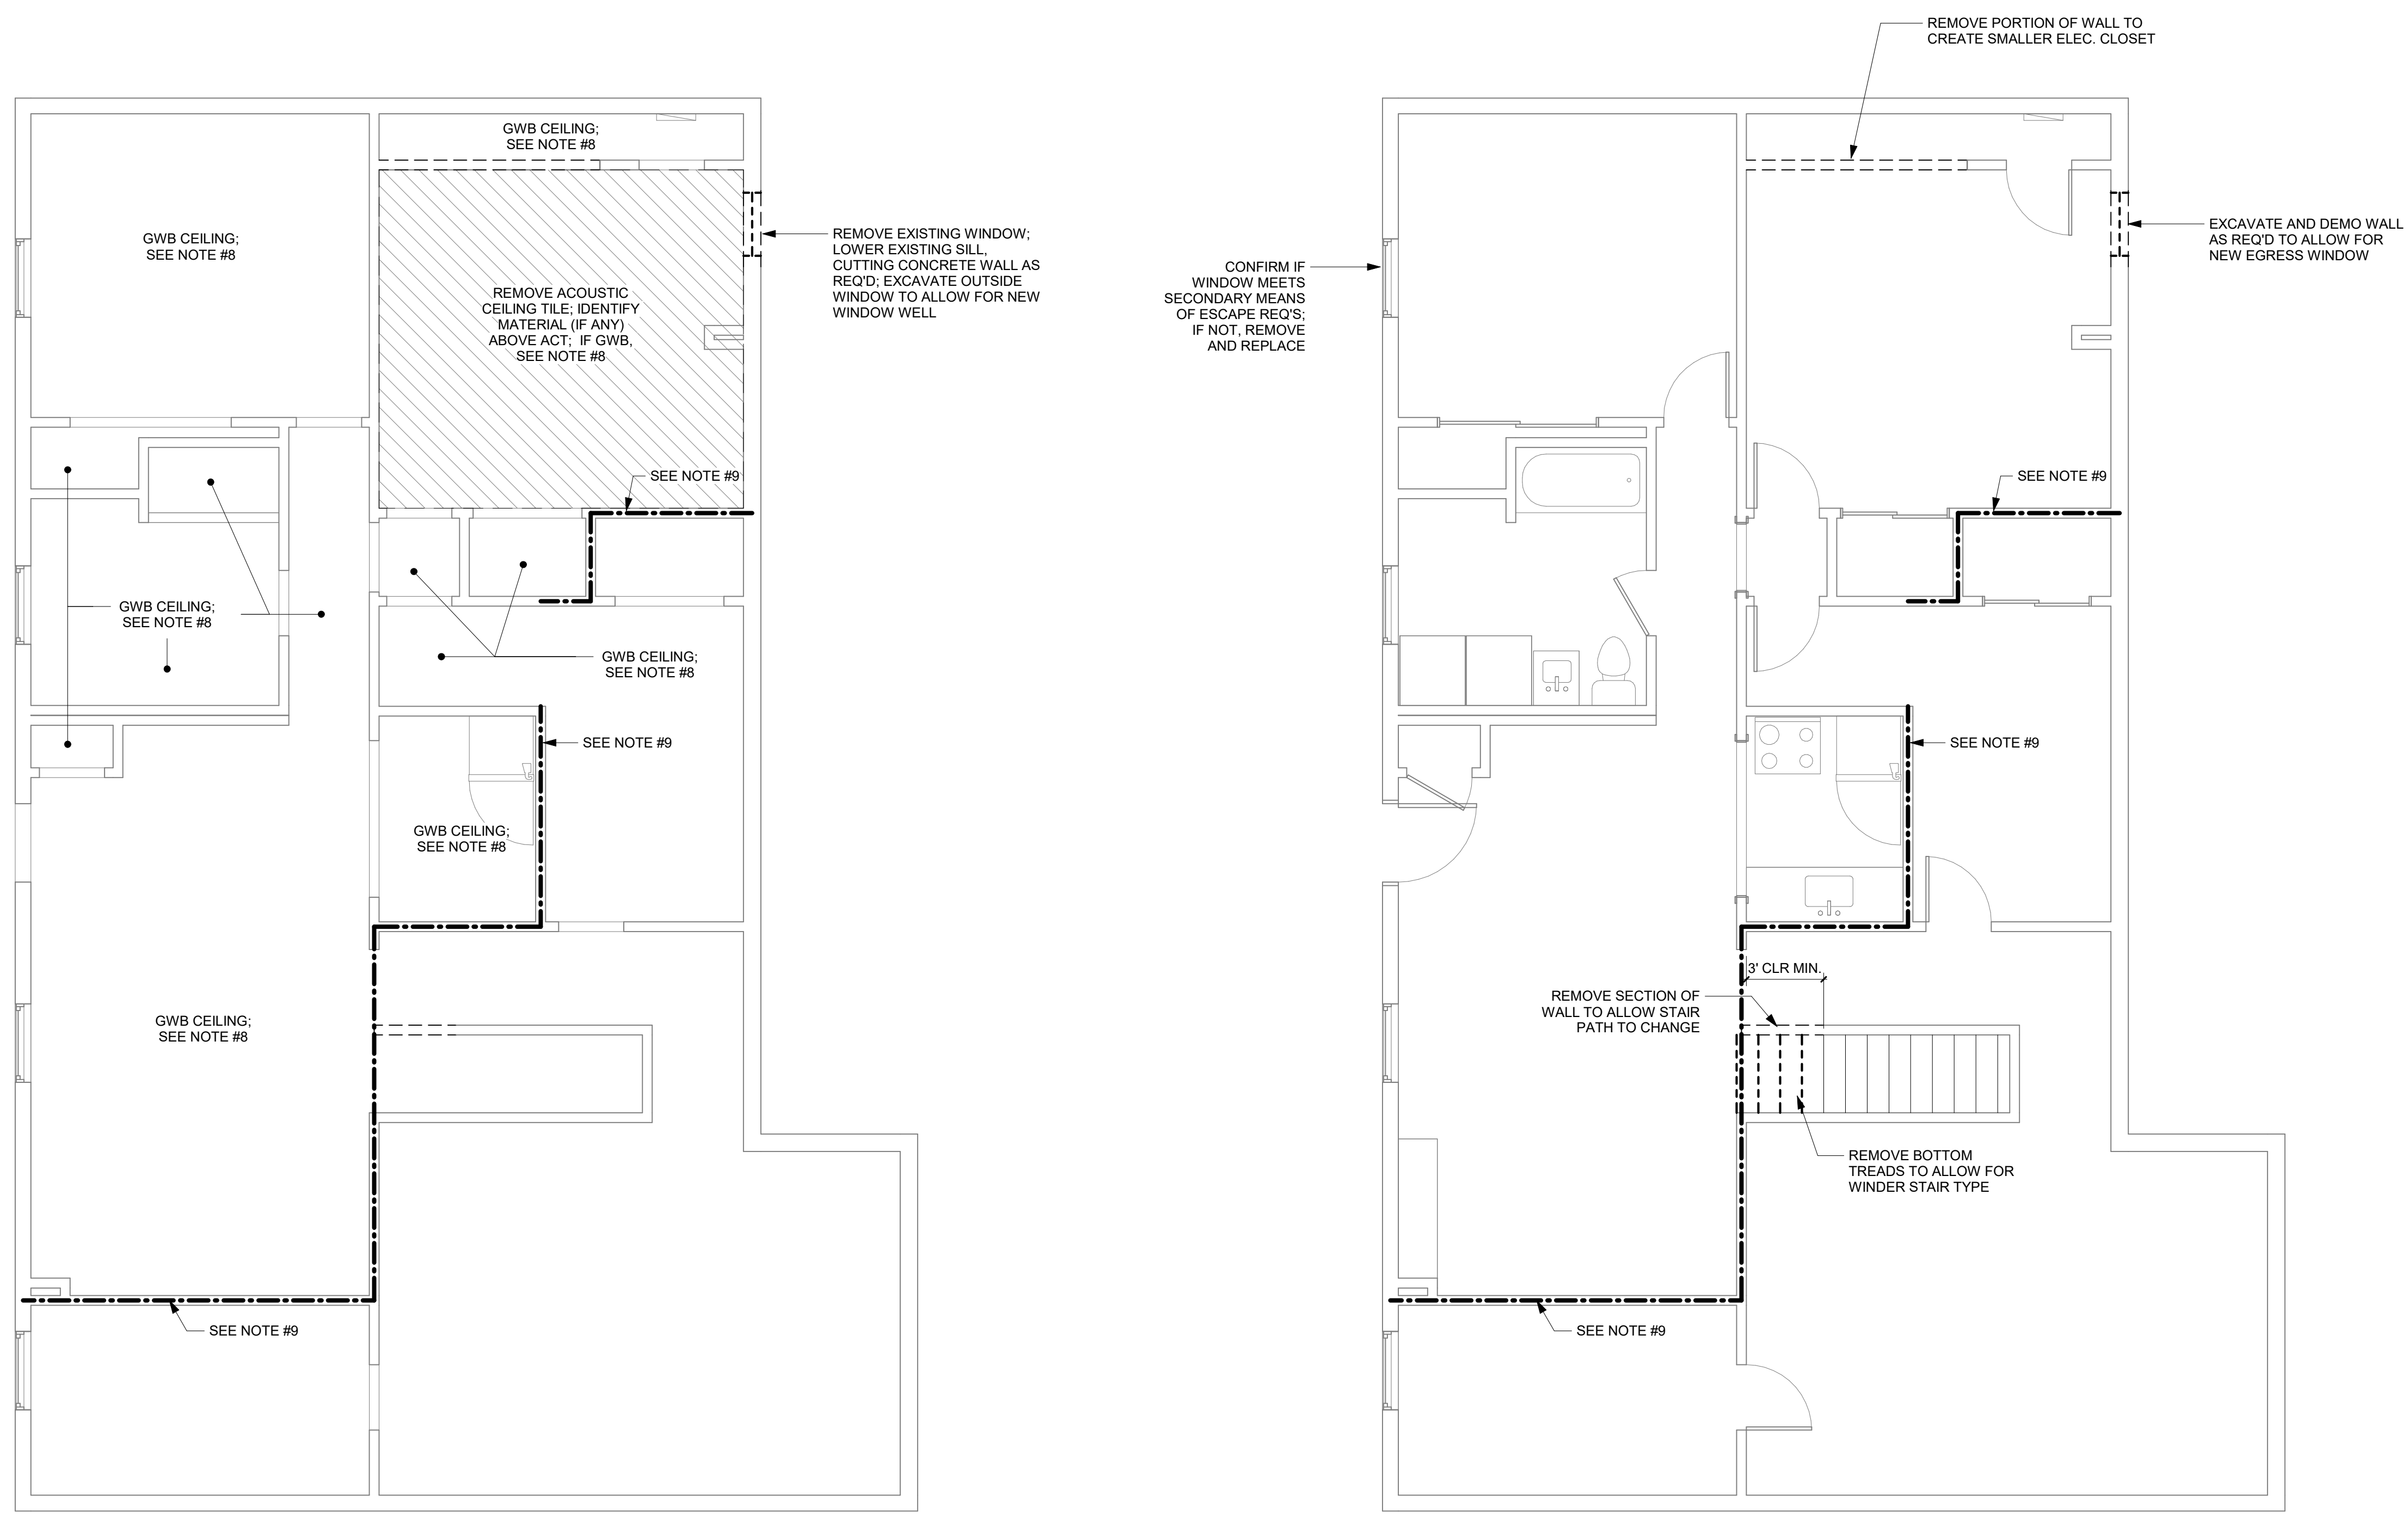 GWB CEILING;
SEE NOTE #8
GWB CEILING;
SEE NOTE #8
REMOVE EXISTING WINDOW;
LOWER EXISTING SILL,
CUTTING CONCRETE WALL AS
REQ'D; EXCAVATE OUTSIDE
WINDOW TO ALLOW FOR NEW
WINDOW WELL
REMOVE ACOUSTIC
CEILING TILE; IDENTIFY
MATERIAL (IF ANY)
ABOVE ACT; IF GWB,
SEE NOTE #8
SEE NOTE #9
GWB CEILING;
SEE NOTE #8
GWB CEILING;
SEE NOTE #8
SEE NOTE #9
GWB CEILING;
SEE NOTE #8
GWB CEILING;
SEE NOTE #8
SEE NOTE #9
REMOVE PORTION OF WALL TO
CREATE SMALLER ELEC. CLOSET
EXCAVATE AND DEMO WALL
AS REQ'D TO ALLOW FOR
NEW EGRESS WINDOW
CONFIRM IF
WINDOW MEETS
SECONDARY MEANS
OF ESCAPE REQ'S;
IF NOT, REMOVE
AND REPLACE
SEE NOTE #9
SEE NOTE #9
3' CLR MIN.
REMOVE SECTION OF
WALL TO ALLOW STAIR
PATH TO CHANGE
REMOVE BOTTOM
TREADS TO ALLOW FOR
WINDER STAIR TYPE
SEE NOTE #9